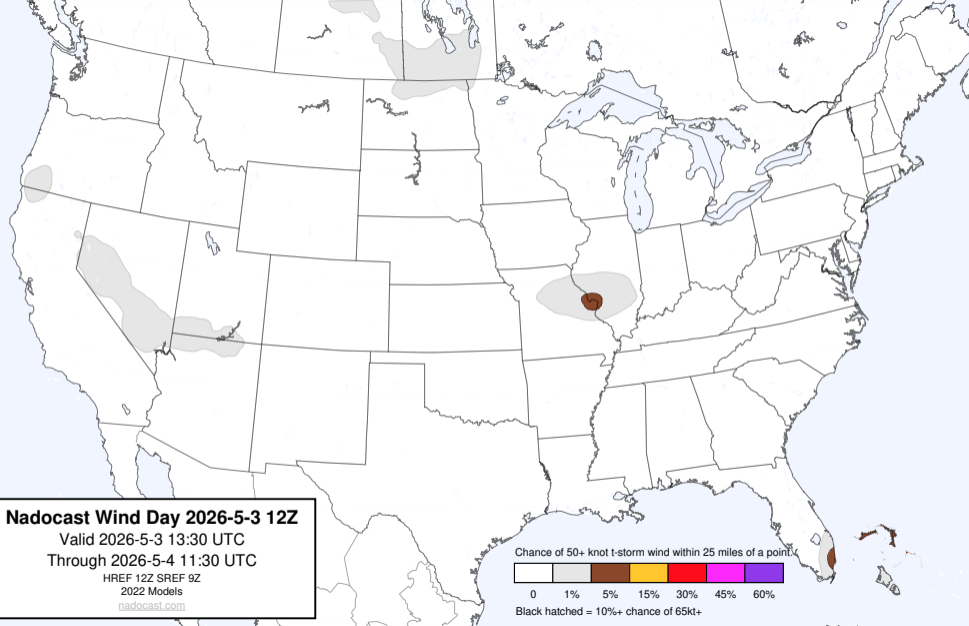 Nadocast Wind Day 2026-5-3 12Z
Valid 2026-5-3 13:30 UTC
Through 2026-5-4 11:30 UTC
HREF 12Z SREF 9Z
2022 Models
nadocast.com
Chance of 50+ knot t-storm wind within 25 miles of a point.
0 1% 5% 15% 30% 45% 60%
Black hatched = 10%+ chance of 65kt+